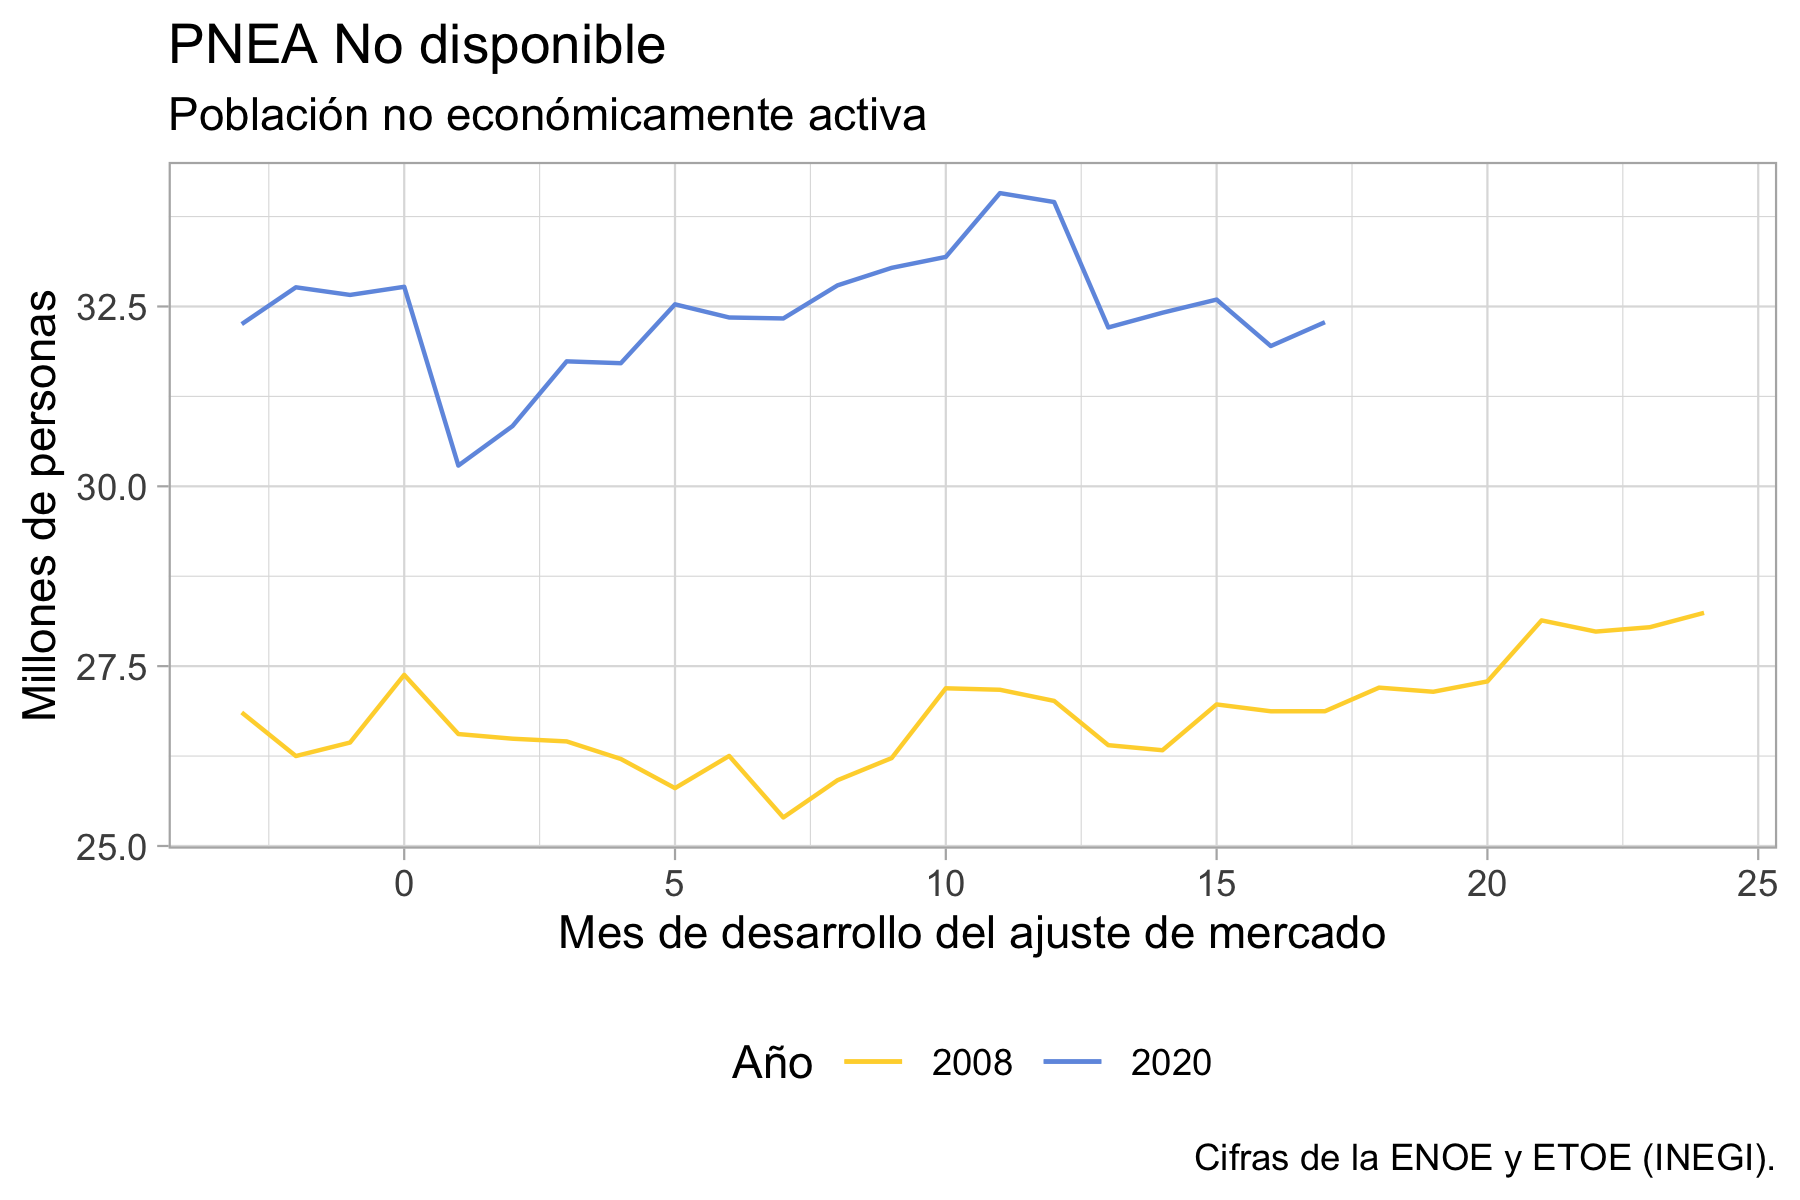 PNEA No disponible
Población no económicamente activa
Millones de personas
32.5
30.0
27.5
25.0
0 5 10 15 20 25
Mes de desarrollo del ajuste de mercado
Año 2008 2020
Cifras de la ENOE y ETOE (INEGI).